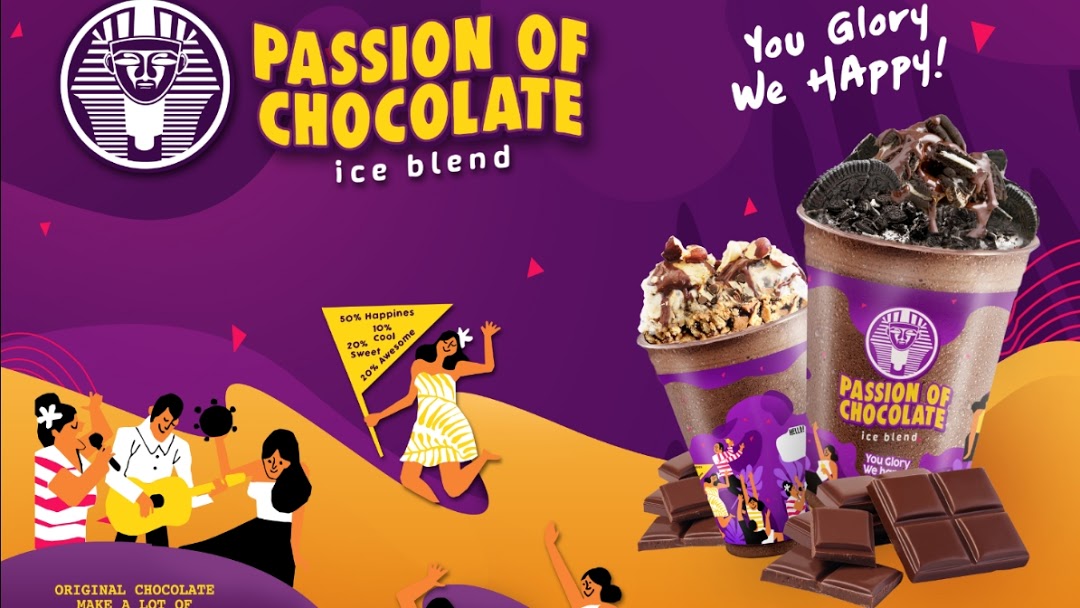 PASSION OF
CHOCOLATE
ice blend
You Glory
We HAppy!
50% Happines
10%
Cool
20%
Sweet
20% Awesome
HELLO!
PASSION OF
CHOCOLATE
ice blend
You Glory
ORIGINAL CHOCOLATE
MAKE A LOT OF